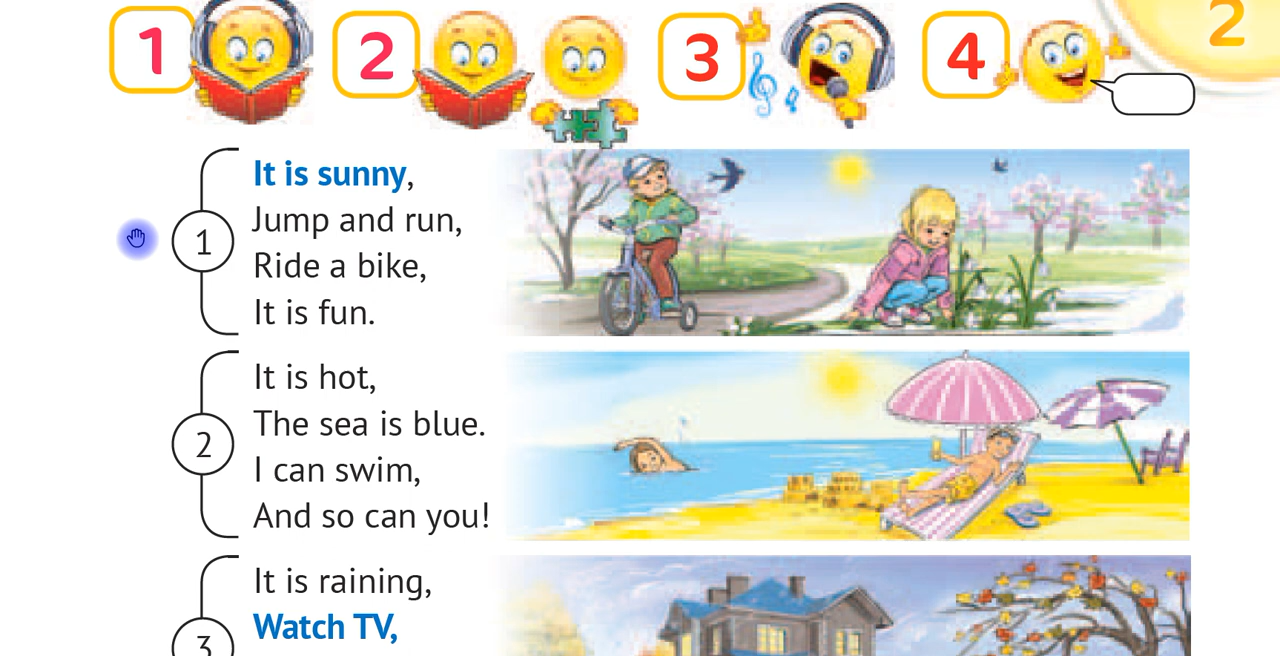 1 2 3 4 2
1
It is sunny,
Jump and run,
Ride a bike,
It is fun.
2
It is hot,
The sea is blue.
I can swim,
And so can you!
3
It is raining,
Watch TV,